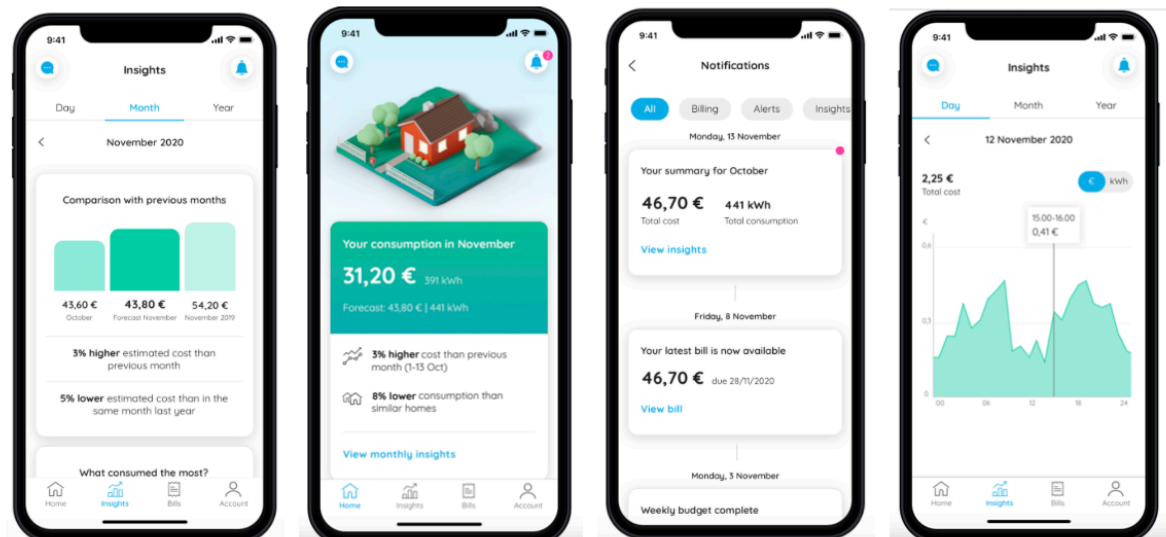 9:41
Insights
Day Month Year
November 2020
Comparison with previous months
43,60 € 43,80 € 54,20 €
October Forecast November November 2019
3% higher estimated cost than
previous month
5% lower estimated cost than in the
same month last year
What consumed the most?
Home Insights Bills Account
9:41
2
Your consumption in November
31,20 € 391 kWh
Forecast: 43,80 € | 441 kWh
3% higher cost than previous
month (1-13 Oct)
8% lower consumption than
similar homes
View monthly insights
Home Insights Bills Account
9:41
Notifications
All Billing Alerts Insights
Monday, 13 November
Your summary for October
46,70 € 441 kWh
Total cost Total consumption
View insights
Friday, 8 November
Your latest bill is now available
46,70 € due 28/11/2020
View bill
Monday, 3 November
Weekly budget complete
Home Insights Bills Account
9:41
Insights
Day Month Year
12 November 2020
2,25 € € kWh
Total cost
15.00-16.00
0,41 €
€
0,6
0,3
0
00 06 12 18 24
Home Insights Bills Account